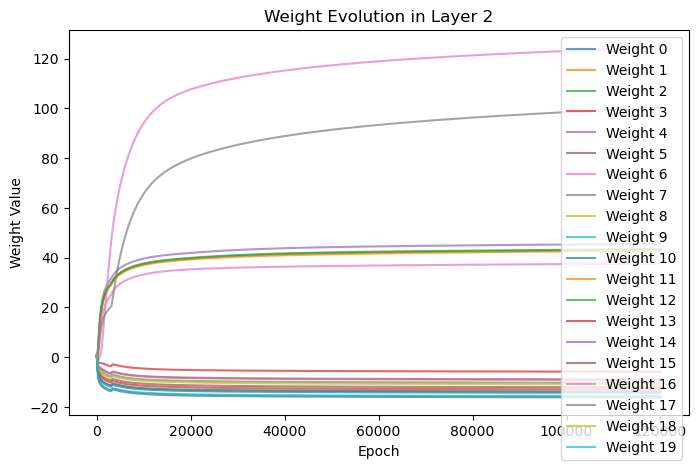 Weight Evolution in Layer 2
Weight Value
120
100
80
60
40
20
0
−20
0
20000
40000
60000
80000
100000
120000
Epoch
Weight 0
Weight 1
Weight 2
Weight 3
Weight 4
Weight 5
Weight 6
Weight 7
Weight 8
Weight 9
Weight 10
Weight 11
Weight 12
Weight 13
Weight 14
Weight 15
Weight 16
Weight 17
Weight 18
Weight 19